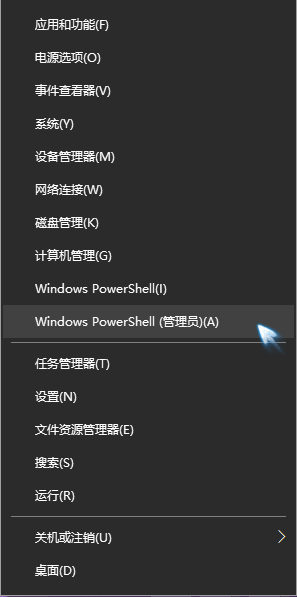 应用和功能(F)
电源选项(O)
事件查看器(V)
系统(Y)
设备管理器(M)
网络连接(W)
磁盘管理(K)
计算机管理(G)
Windows PowerShell(I)
Windows PowerShell (管理员)(A)
任务管理器(T)
设置(N)
文件资源管理器(E)
搜索(S)
运行(R)
关机或注销(U)
桌面(D)